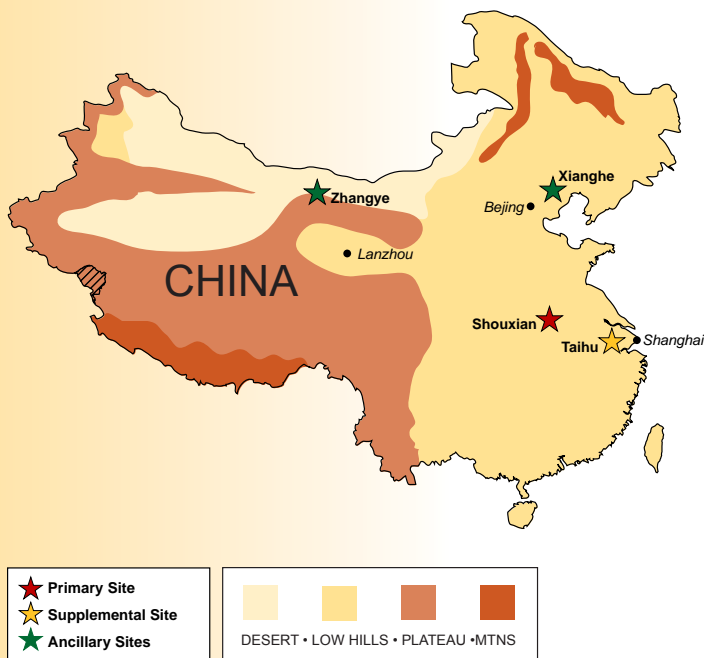 Xianghe
Zhangye
Bejing
Lanzhou
CHINA
Shouxian
Shanghai
Taihu
Primary Site
Supplemental Site
Ancillary Sites
DESERT • LOW HILLS • PLATEAU •MTNS